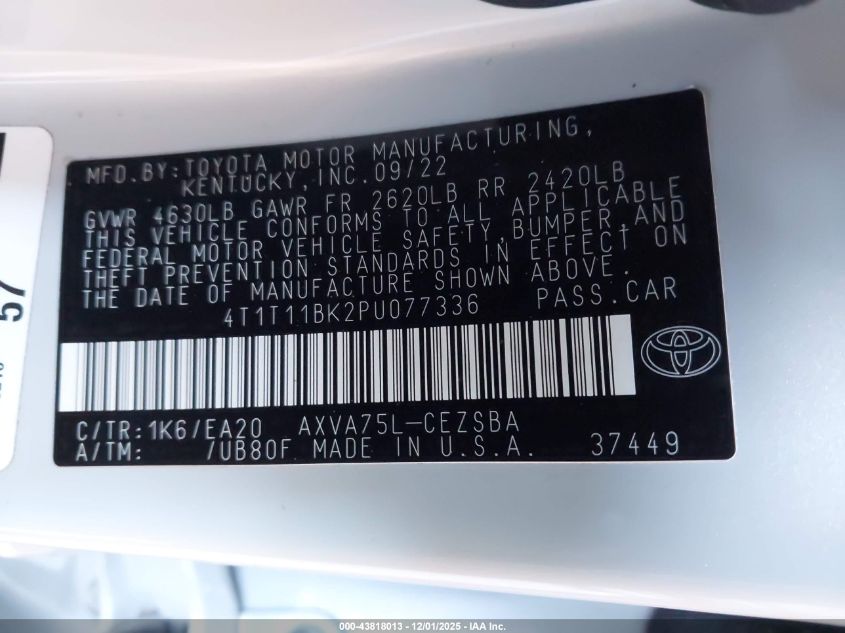 MFD.BY:TOYOTA MOTOR MANUFACTURING,
KENTUCKY,INC.09/22
GVWR 4630LB GAWR FR 2620LB RR 2420LB
THIS VEHICLE CONFORMS TO ALL APPLICABLE
FEDERAL MOTOR VEHICLE SAFETY,BUMPER,AND
THEFT PREVENTION STANDARDS IN EFFECT ON
THE DATE OF MANUFACTURE SHOWN ABOVE.
4T1T11BK2PU077336 PASS.CAR
C/TR:1K6/EA20 AXVA75L-CEZSBA
A/TM: /UB80F MADE IN U.S.A. 37449
57
000-43818013 - 12/01/2025 - IAA Inc.